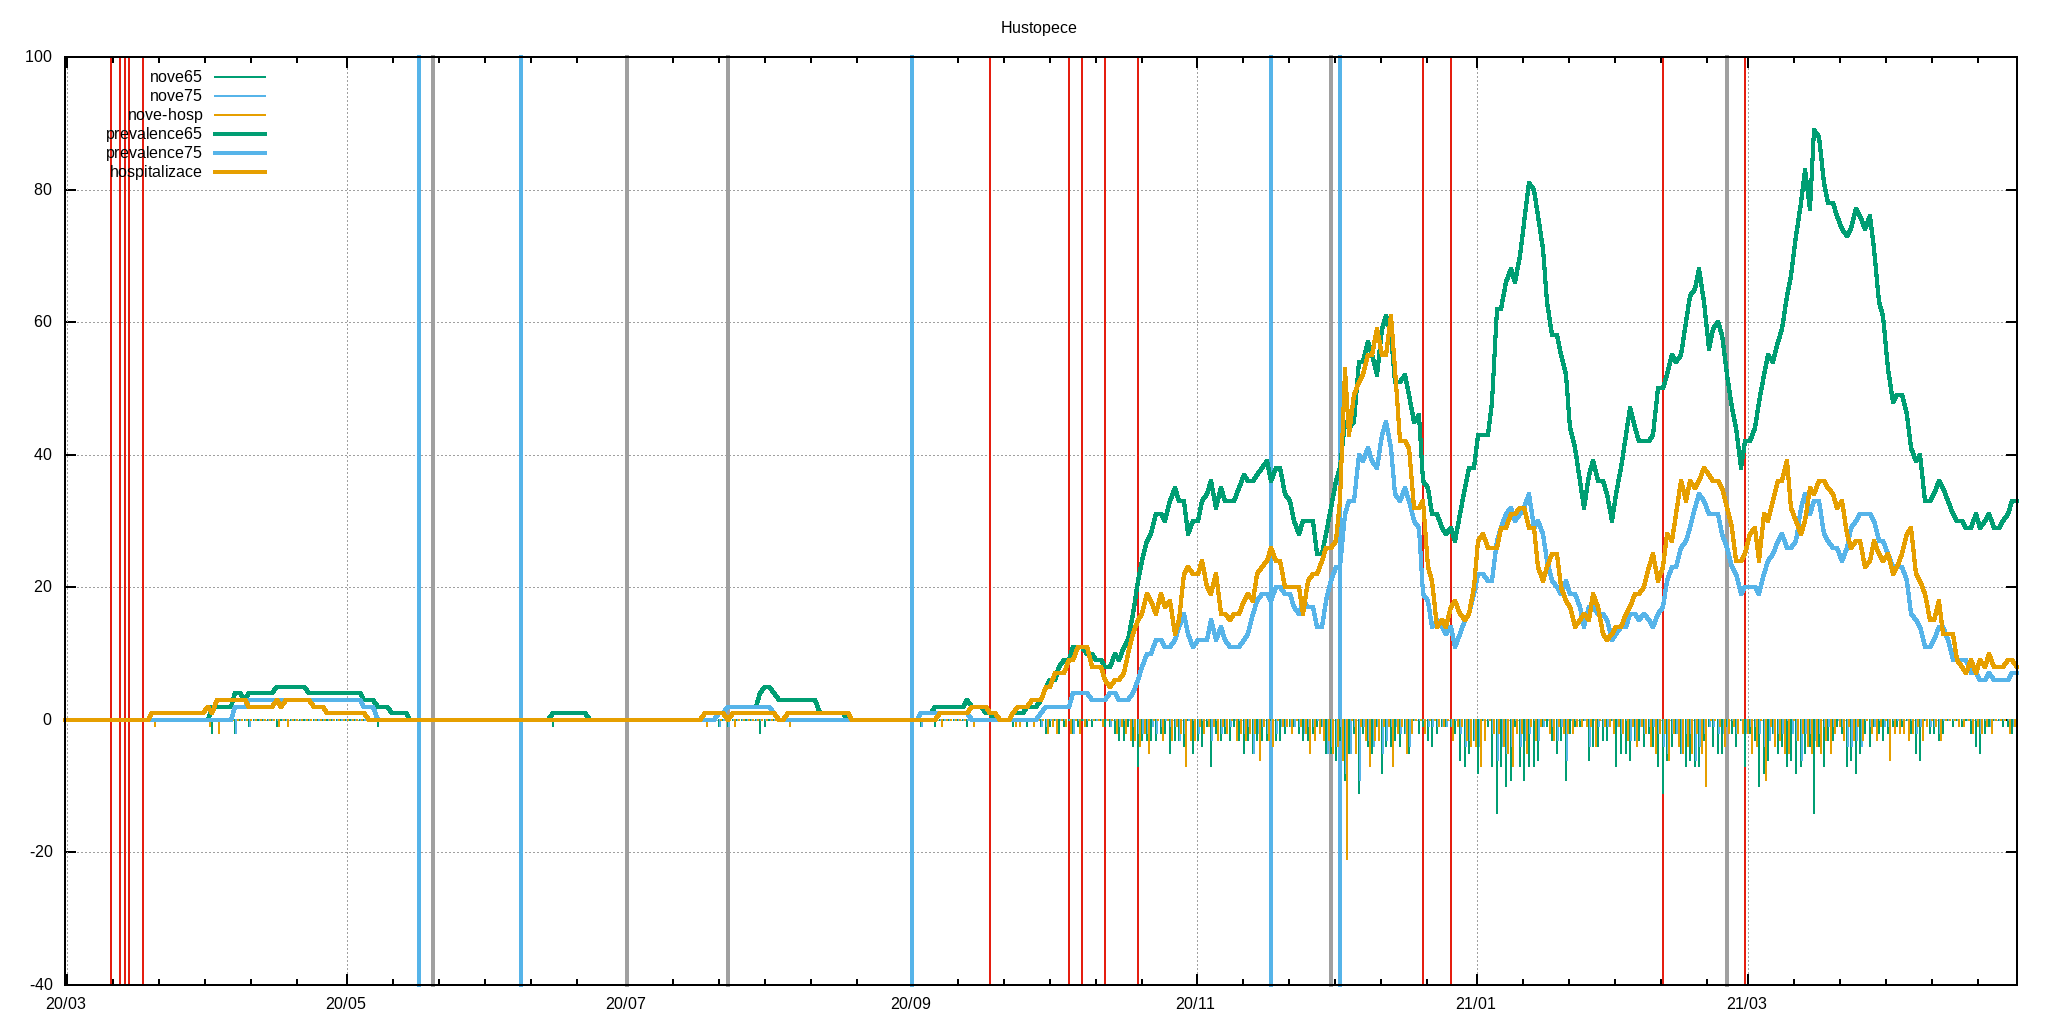 Hustopece
100
80
60
40
20
0
-20
-40
nove65
nove75
nove-hosp
prevalence65
prevalence75
hospitalizace
20/03 20/05 20/07 20/09 20/11 21/01 21/03